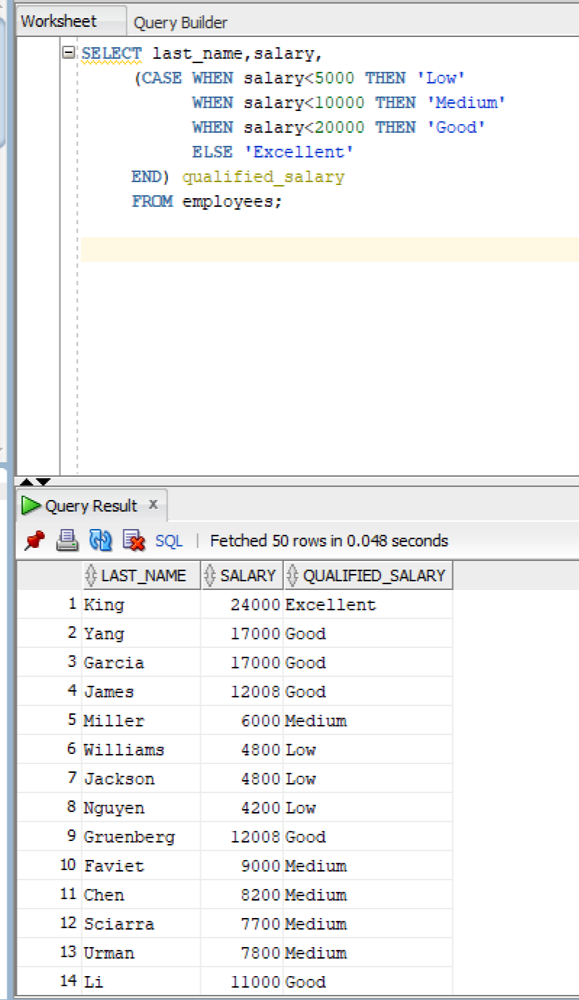 Worksheet Query Builder
SELECT last_name,salary,
(CASE WHEN salary<5000 THEN 'Low'
WHEN salary<10000 THEN 'Medium'
WHEN salary<20000 THEN 'Good'
ELSE 'Excellent'
END) qualified_salary
FROM employees;
Query Result x
SQL | Fetched 50 rows in 0.048 seconds
LAST_NAME SALARY QUALIFIED_SALARY
1 King 24000 Excellent
2 Yang 17000 Good
3 Garcia 17000 Good
4 James 12008 Good
5 Miller 6000 Medium
6 Williams 4800 Low
7 Jackson 4800 Low
8 Nguyen 4200 Low
9 Gruenberg 12008 Good
10 Faviet 9000 Medium
11 Chen 8200 Medium
12 Sciarra 7700 Medium
13 Urman 7800 Medium
14 Li 11000 Good